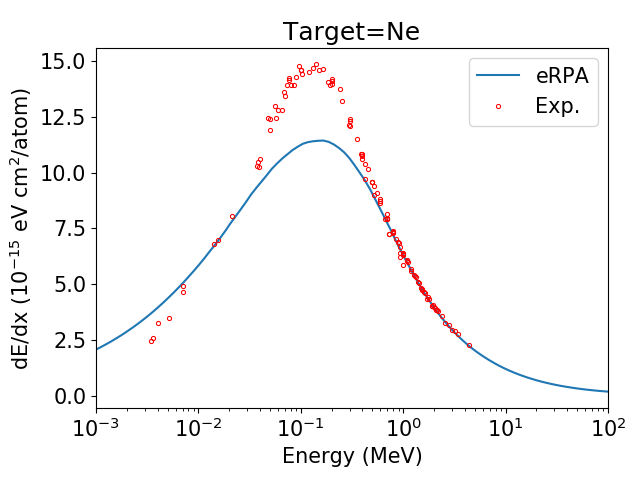 Target=Ne
eRPA
Exp.
dE/dx (10⁻¹⁵ eV cm²/atom)
15.0
12.5
10.0
7.5
5.0
2.5
0.0
10⁻³ 10⁻² 10⁻¹ 10⁰ 10¹ 10²
Energy (MeV)